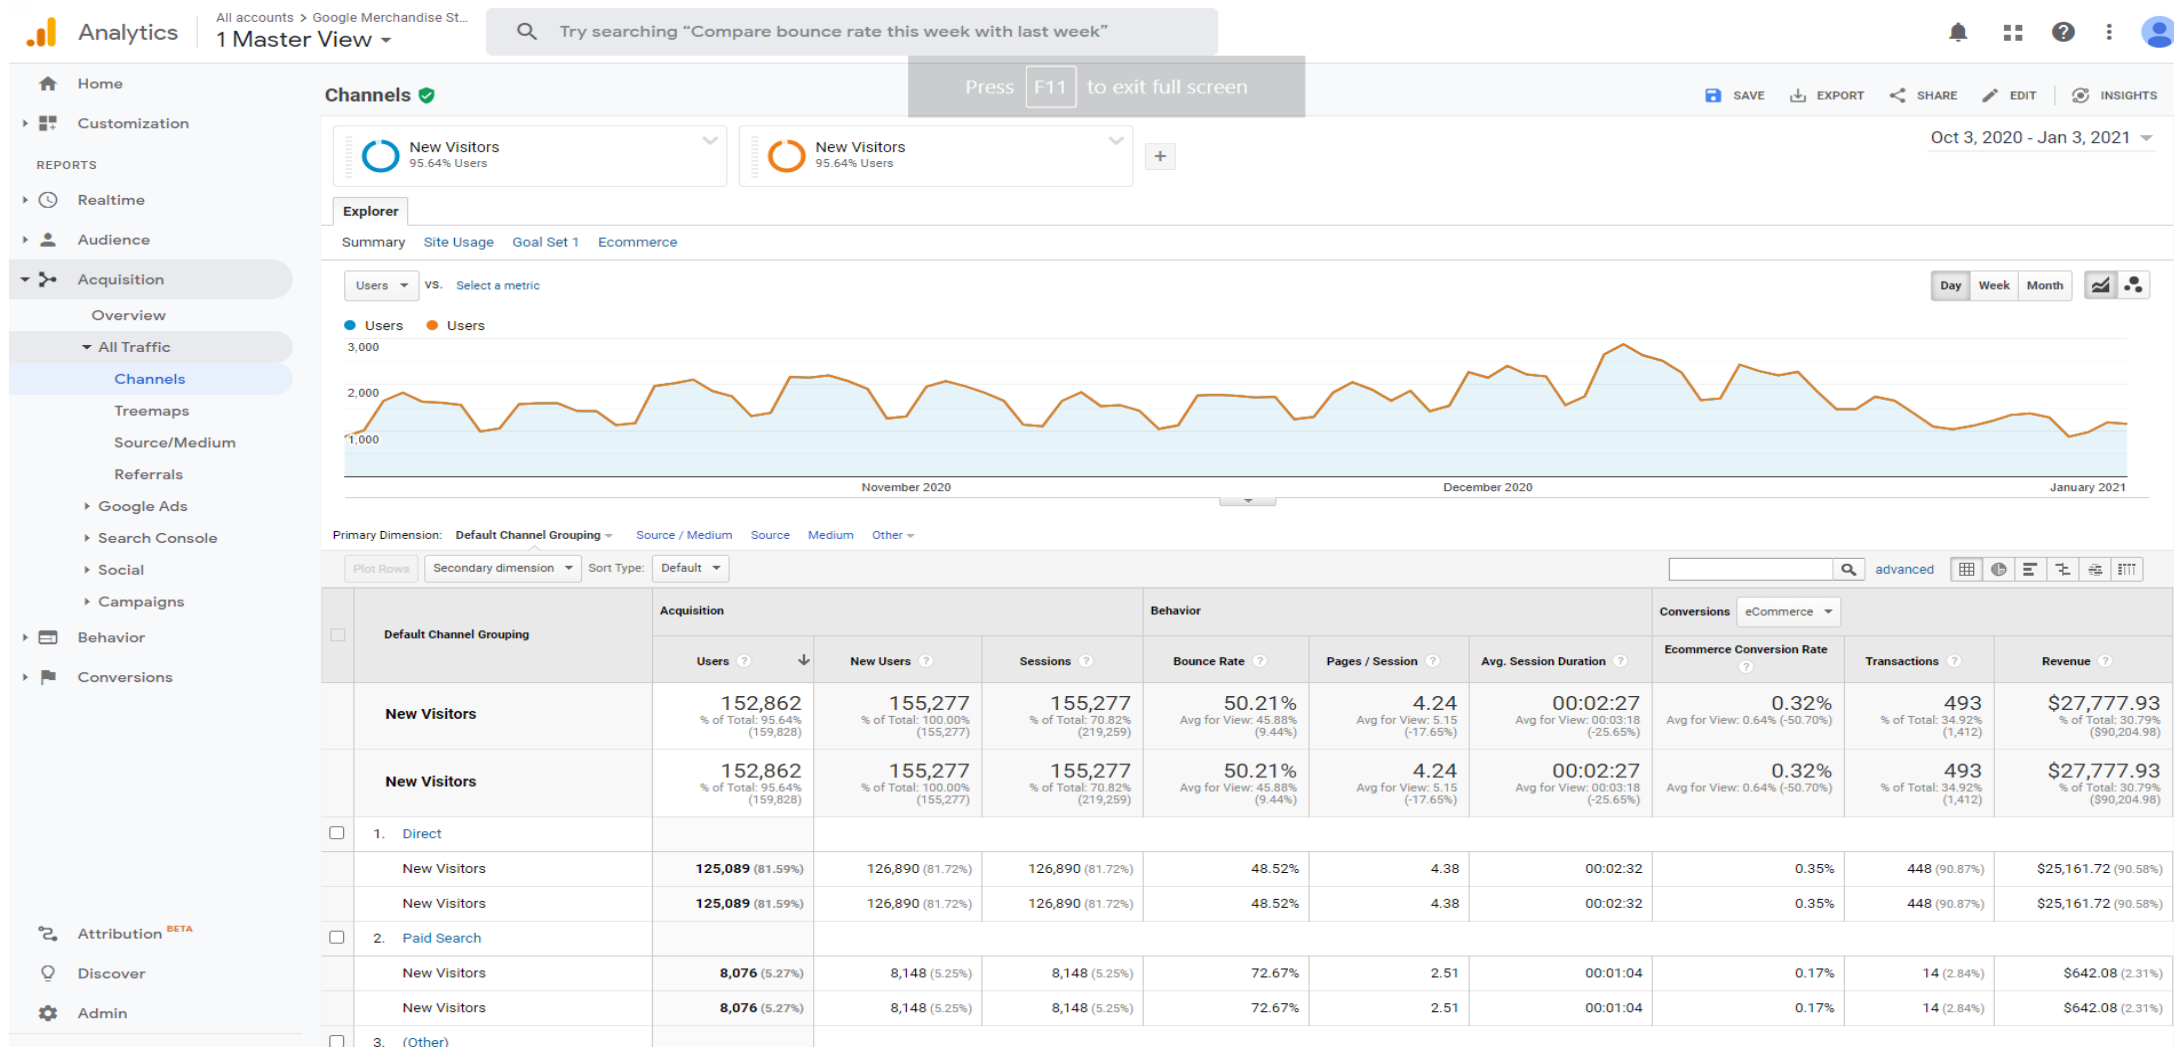 Analytics
All accounts > Google Merchandise St...
1 Master View
Try searching “Compare bounce rate this week with last week”
Press F11 to exit full screen
Home
Customization
REPORTS
Realtime
Audience
Acquisition
Overview
All Traffic
Channels
Treemaps
Source/Medium
Referrals
Google Ads
Search Console
Social
Campaigns
Behavior
Conversions
Attribution BETA
Discover
Admin
Channels
SAVE EXPORT SHARE EDIT INSIGHTS
New Visitors
95.64% Users
New Visitors
95.64% Users
+
Oct 3, 2020 - Jan 3, 2021
Explorer
Summary Site Usage Goal Set 1 Ecommerce
Users VS. Select a metric
Day Week Month
Users Users
3,000
2,000
1,000
November 2020 December 2020 January 2021
Primary Dimension: Default Channel Grouping Source / Medium Source Medium Other
Plot Rows Secondary dimension Sort Type: Default advanced
Default Channel Grouping Acquisition Behavior Conversions eCommerce
Users ? New Users ? Sessions ? Bounce Rate ? Pages / Session ? Avg. Session Duration ? Ecommerce Conversion Rate ? Transactions ? Revenue ?
New Visitors 152,862 155,277 155,277 50.21% 4.24 00:02:27 0.32% 493 $27,777.93
% of Total: 95.64% % of Total: 100.00% % of Total: 70.82% Avg for View: 45.88% Avg for View: 5.15 Avg for View: 00:03:18 Avg for View: 0.64% (-50.70%) % of Total: 34.92% % of Total: 30.79%
(159,828) (155,277) (219,259) (9.44%) (-17.65%) (-25.65%) (1,412) ($90,204.98)
New Visitors 152,862 155,277 155,277 50.21% 4.24 00:02:27 0.32% 493 $27,777.93
% of Total: 95.64% % of Total: 100.00% % of Total: 70.82% Avg for View: 45.88% Avg for View: 5.15 Avg for View: 00:03:18 Avg for View: 0.64% (-50.70%) % of Total: 34.92% % of Total: 30.79%
(159,828) (155,277) (219,259) (9.44%) (-17.65%) (-25.65%) (1,412) ($90,204.98)
1. Direct
New Visitors 125,089 (81.59%) 126,890 (81.72%) 126,890 (81.72%) 48.52% 4.38 00:02:32 0.35% 448 (90.87%) $25,161.72 (90.58%)
New Visitors 125,089 (81.59%) 126,890 (81.72%) 126,890 (81.72%) 48.52% 4.38 00:02:32 0.35% 448 (90.87%) $25,161.72 (90.58%)
2. Paid Search
New Visitors 8,076 (5.27%) 8,148 (5.25%) 8,148 (5.25%) 72.67% 2.51 00:01:04 0.17% 14 (2.84%) $642.08 (2.31%)
New Visitors 8,076 (5.27%) 8,148 (5.25%) 8,148 (5.25%) 72.67% 2.51 00:01:04 0.17% 14 (2.84%) $642.08 (2.31%)
3. (Other)